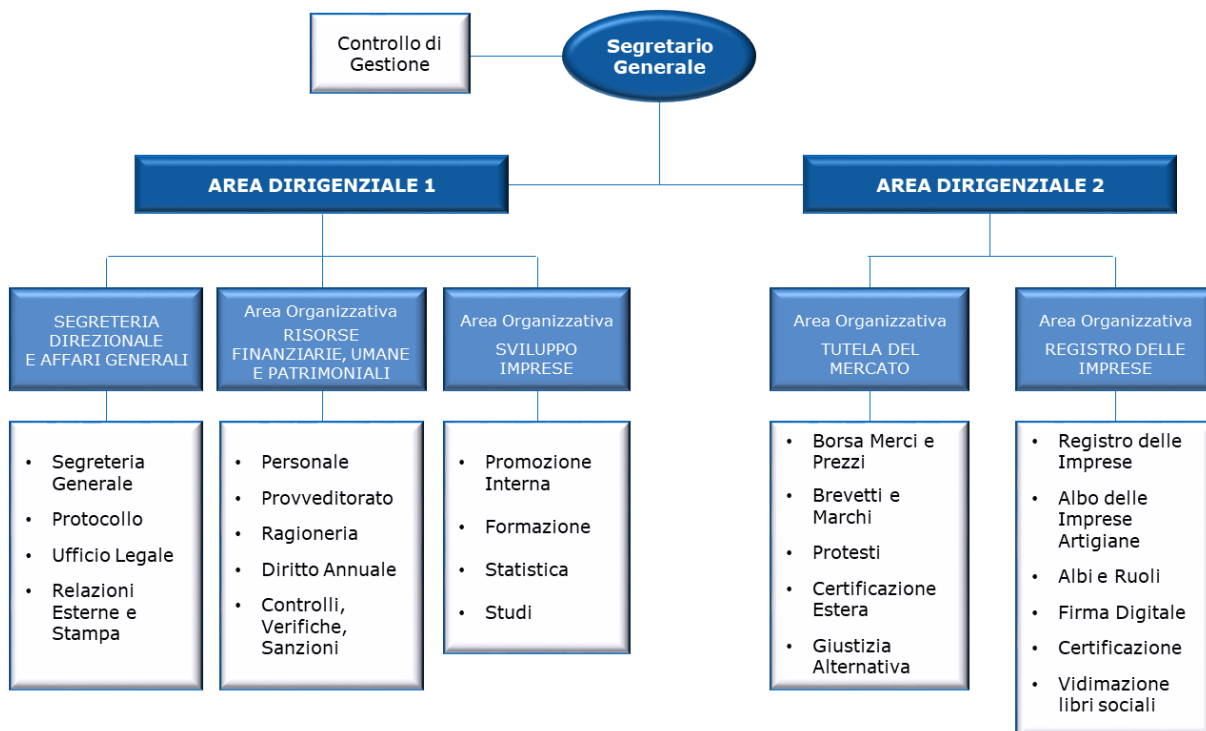 Controllo di
Gestione
Segretario
Generale
AREA DIRIGENZIALE 1
AREA DIRIGENZIALE 2
SEGRETERIA
DIREZIONALE
E AFFARI GENERALI
Area Organizzativa
RISORSE
FINANZIARIE, UMANE
E PATRIMONIALI
Area Organizzativa
SVILUPPO
IMPRESE
Area Organizzativa
TUTELA DEL
MERCATO
Area Organizzativa
REGISTRO DELLE
IMPRESE
• Segreteria
Generale
• Protocollo
• Ufficio Legale
• Relazioni
Esterne e
Stampa
• Personale
• Provveditorato
• Ragioneria
• Diritto Annuale
• Controlli,
Verifiche,
Sanzioni
• Promozione
Interna
• Formazione
• Statistica
• Studi
• Borsa Merci e
Prezzi
• Brevetti e
Marchi
• Protesti
• Certificazione
Estera
• Giustizia
Alternativa
• Registro delle
Imprese
• Albo delle
Imprese
Artigiane
• Albi e Ruoli
• Firma Digitale
• Certificazione
• Vidimazione
libri sociali